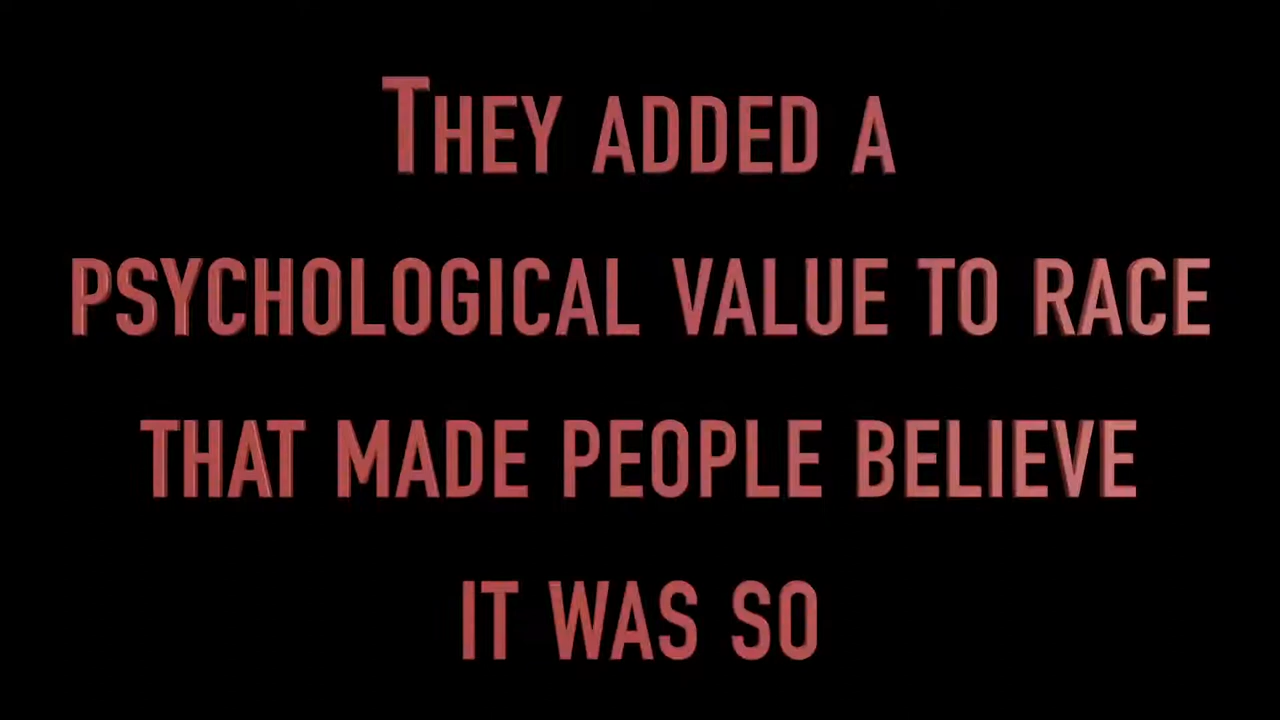 They added a
psychological value to race
that made people believe
it was so